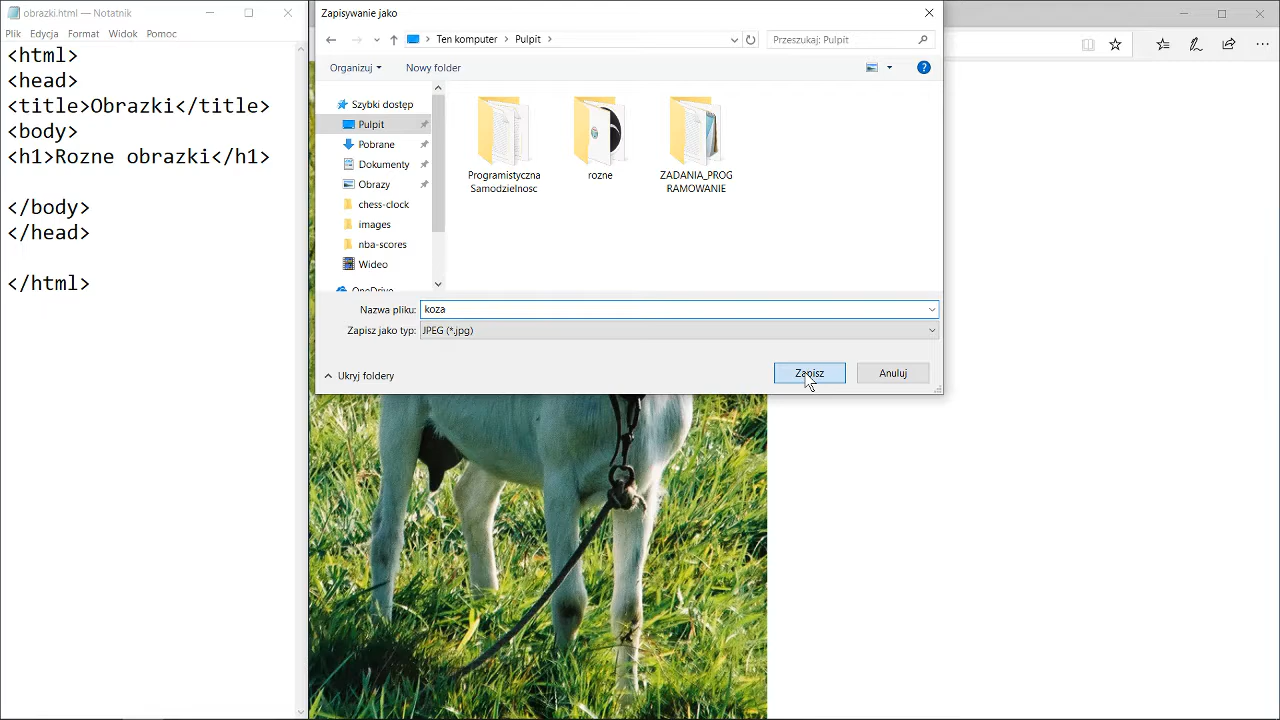 obrazki.html — Notatnik
Plik Edycja Format Widok Pomoc
<html>
<head>
<title>Obrazki</title>
<body>
<h1>Rozne obrazki</h1>
</body>
</head>
</html>
Zapisywanie jako
Ten komputer > Pulpit >
Przeszukaj: Pulpit
Organizuj
Nowy folder
Szybki dostęp
Pulpit
Pobrane
Dokumenty
Obrazy
chess-clock
images
nba-scores
Wideo
OneDrive
Programistyczna
Samodzielnosc
rozne
ZADANIA_PROG
RAMOWANIE
Nazwa pliku: koza
Zapisz jako typ: JPEG (*.jpg)
Ukryj foldery
Zapisz
Anuluj